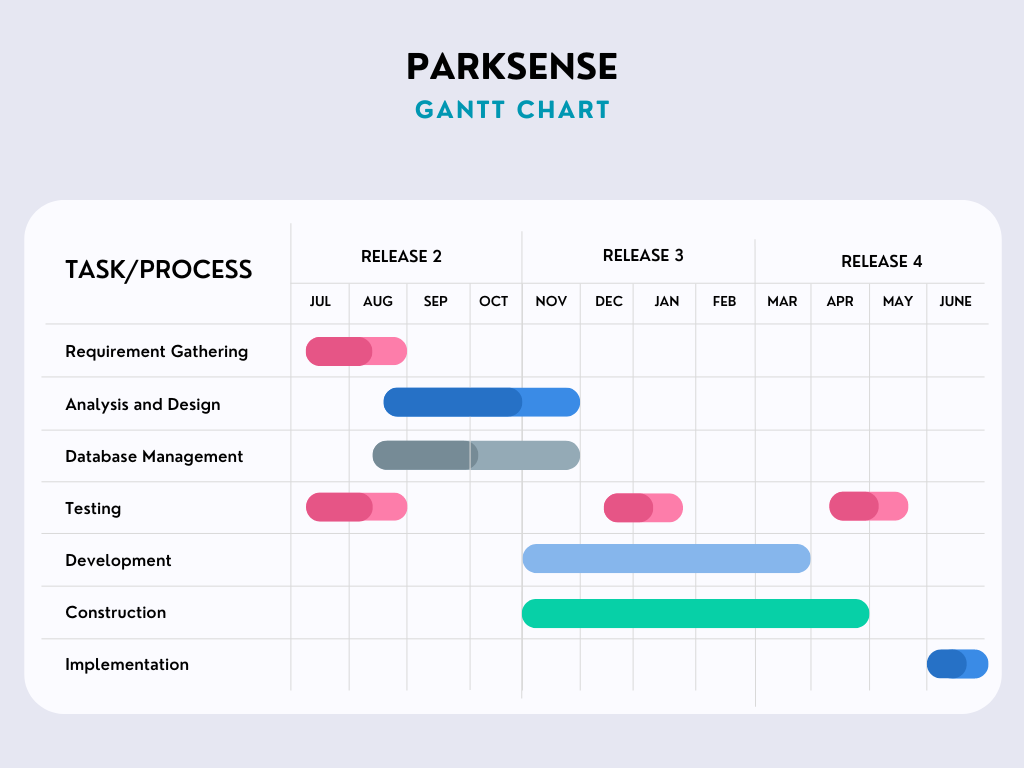 PARKSENSE
GANTT CHART
TASK/PROCESS
RELEASE 2
RELEASE 3
RELEASE 4
JUL AUG SEP OCT NOV DEC JAN FEB MAR APR MAY JUNE
Requirement Gathering
Analysis and Design
Database Management
Testing
Development
Construction
Implementation